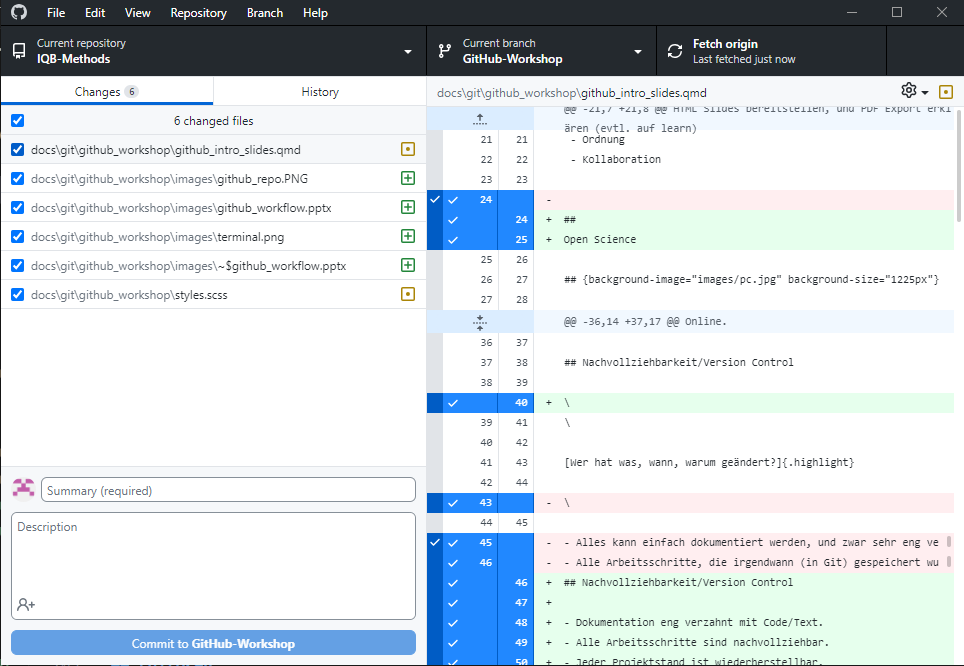 File Edit View Repository Branch Help
Current repository
IQB-Methods
Current branch
GitHub-Workshop
Fetch origin
Last fetched just now
Changes 6
History
6 changed files
docs\git\github_workshop\github_intro_slides.qmd
docs\git\github_workshop\images\github_repo.PNG
docs\git\github_workshop\images\github_workflow.pptx
docs\git\github_workshop\images\terminal.png
docs\git\github_workshop\images\~$github_workflow.pptx
docs\git\github_workshop\styles.scss
Summary (required)
Description
Commit to GitHub-Workshop
docs\git\github_workshop\github_intro_slides.qmd
@@ -21,7 +21,8 @@ HTML Slides bereitstellen, und PDF Export erkl
ären (evtl. auf learn)
21 21 - Ordnung
22 22 - Kollaboration
23 23
24 -
24 + ##
25 + Open Science
25 26
26 27 ## {background-image="images/pc.jpg" background-size="1225px"}
27 28
@@ -36,14 +37,17 @@ Online.
36 37
37 38 ## Nachvollziehbarkeit/Version Control
38 39
40 + \
39 41 \
40 42
41 43 [Wer hat was, wann, warum geändert?]{.highlight}
42 44
43 - \
44 45
45 - - Alles kann einfach dokumentiert werden, und zwar sehr eng ve
46 - - Alle Arbeitsschritte, die irgendwann (in Git) gespeichert wu
46 + ## Nachvollziehbarkeit/Version Control
47 +
48 + - Dokumentation eng verzahnt mit Code/Text.
49 + - Alle Arbeitsschritte sind nachvollziehbar.
50 + - Jeder Projektstand ist wiederherstellbar.